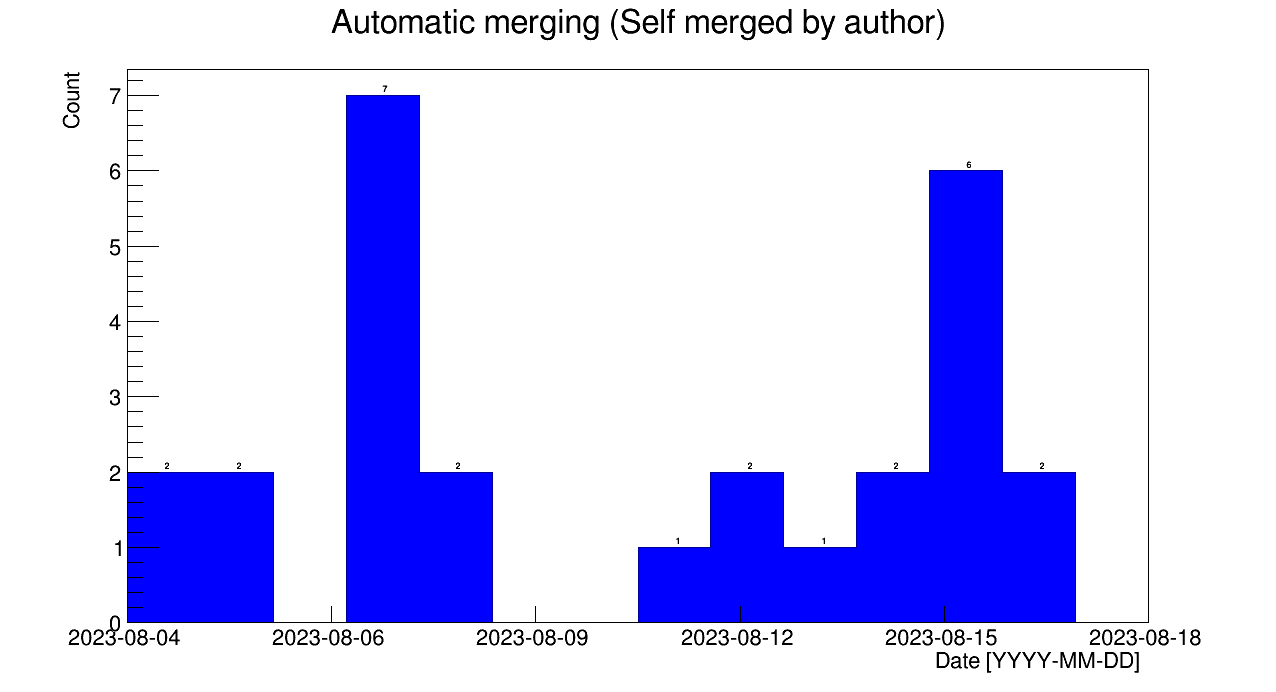 Automatic merging (Self merged by author)
Count
7
7
6
6
5
4
3
2
2 2 2 2 2 2
1
1 1
0
2023-08-04 2023-08-06 2023-08-09 2023-08-12 2023-08-15 2023-08-18
Date [YYYY-MM-DD]